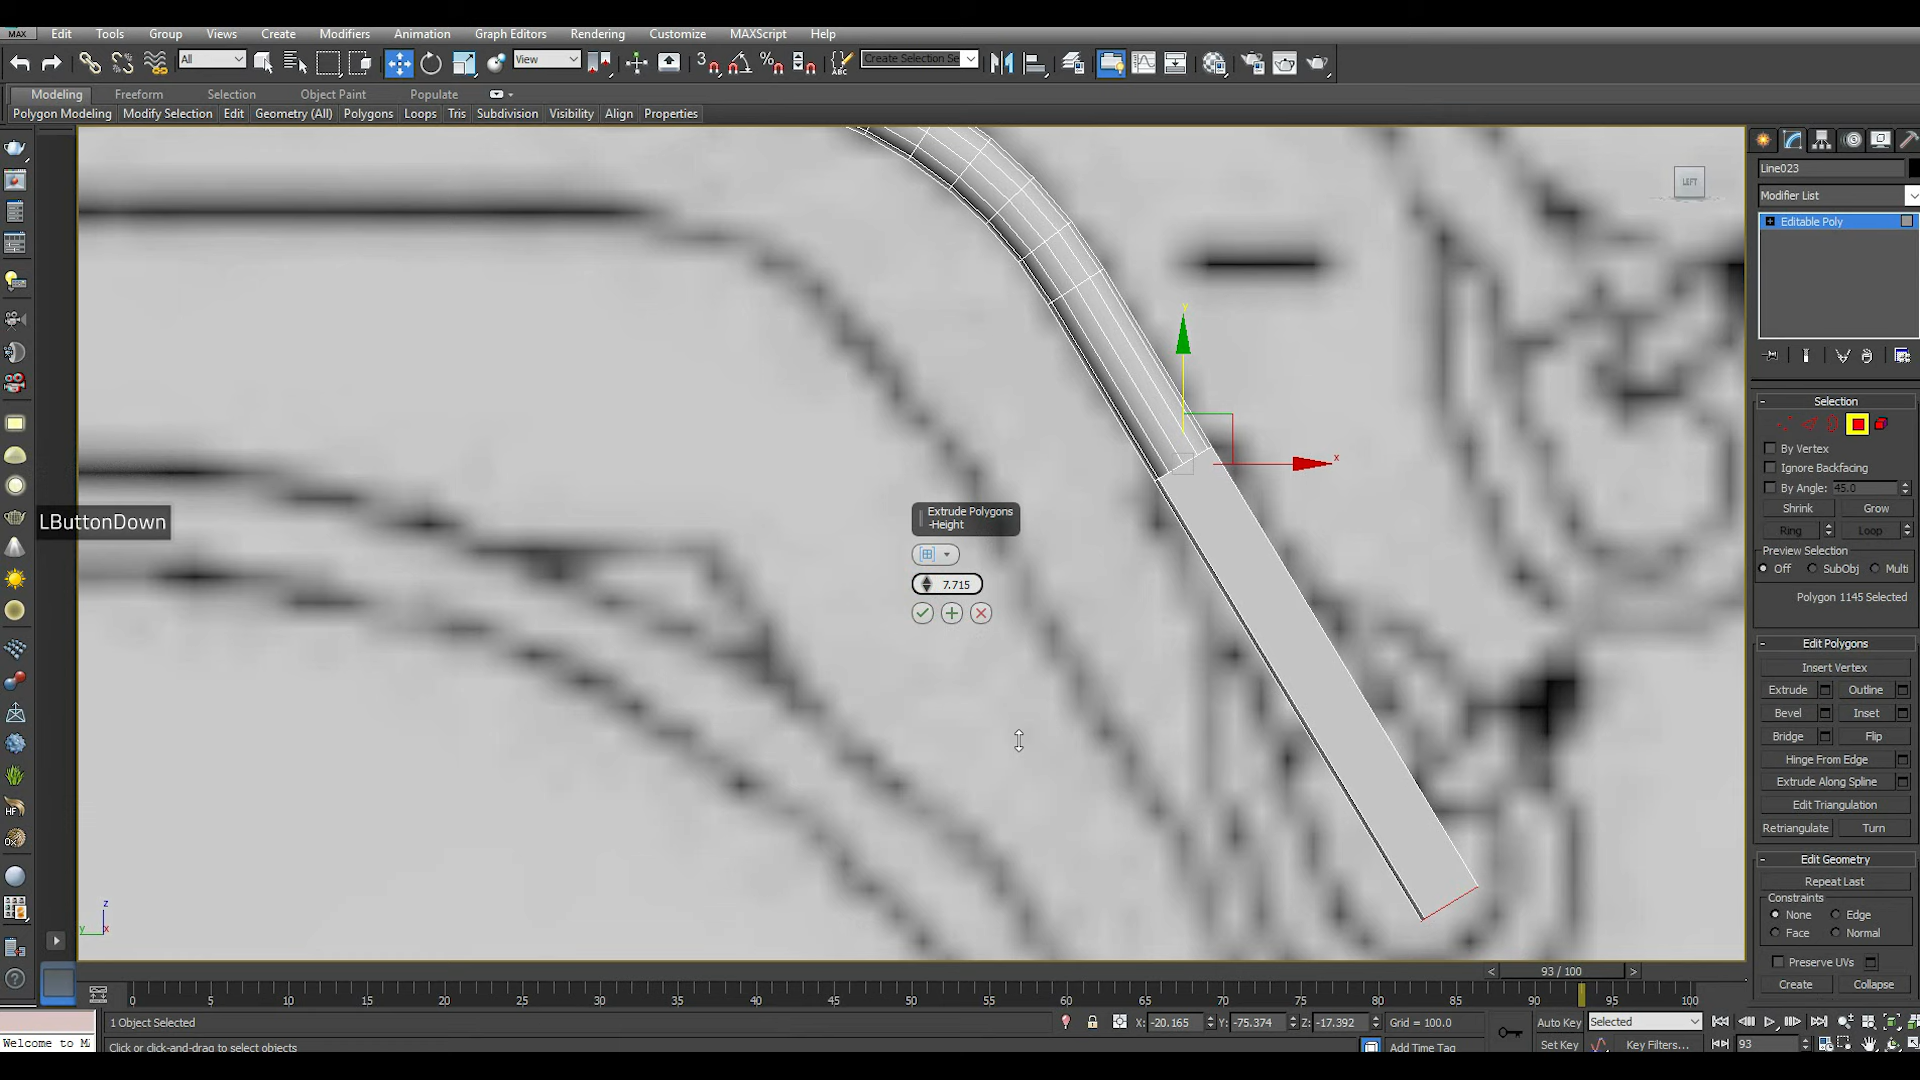 MAX Edit Tools Group Views Create Modifiers Animation Graph Editors Rendering Customize MAXScript Help
All View 3 Create Selection Se
Modeling Freeform Selection Object Paint Populate
Polygon Modeling Modify Selection Edit Geometry (All) Polygons Loops Tris Subdivision Visibility Align Properties
LEFT
Line023
Modifier List
Editable Poly
Y
x
LButtonDown
Extrude Polygons
-Height
7.715
Selection
By Vertex
Ignore Backfacing
By Angle: 45.0
Shrink Grow
Ring Loop
Preview Selection
Off SubObj Multi
Polygon 1145 Selected
Edit Polygons
Insert Vertex
Extrude Outline
Bevel Inset
Bridge Flip
Hinge From Edge
Extrude Along Spline
Edit Triangulation
Retriangulate Turn
Edit Geometry
Repeat Last
Constraints
None Edge
Face Normal
Preserve UVs
Create Collapse
z
y x
< 93 / 100 >
0 5 10 15 20 25 30 35 40 45 50 55 60 65 70 75 80 85 90 95 100
1 Object Selected X: -20.165 Y: -75.374 Z: -17.392 Grid = 100.0 Auto Key Selected
Welcome to Click or click-and-drag to select objects Add Time Tag Set Key Key Filters... 93